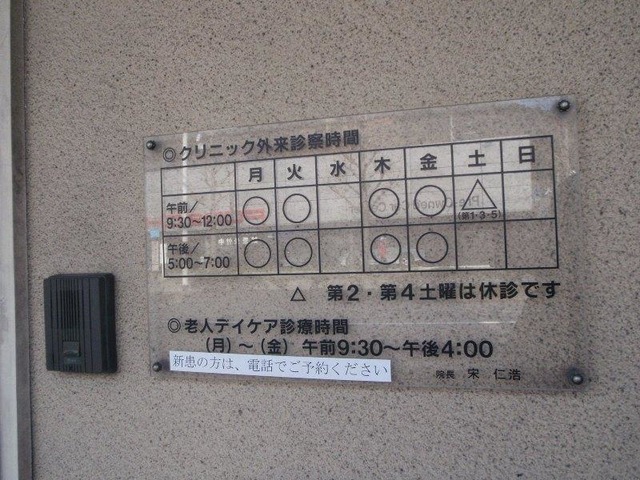 ◎クリニック外来診察時間
月 火 水 木 金 土 日
午前/
9:30～12:00 ○ ○ ○ ○ △
(第1·3·5)
午後/
5:00～7:00 ○ ○ ○ ○
△ 第2・第4土曜は休診です
◎老人デイケア診療時間
(月)～(金) 午前9:30～午後4:00
新患の方は、電話でご予約ください
院長 宋 仁浩